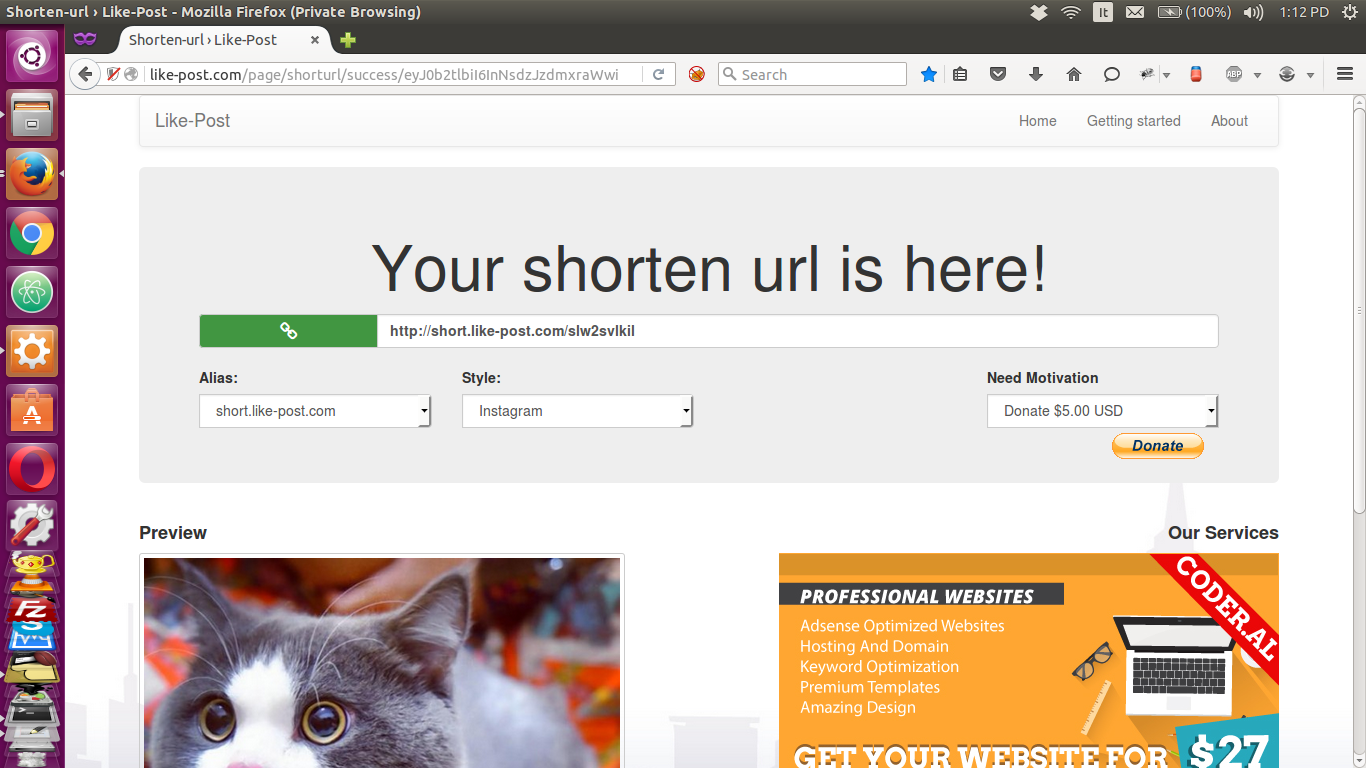 Shorten-url › Like-Post - Mozilla Firefox (Private Browsing)
It
(100%)
1:12 PD
Shorten-url › Like-Post
like-post.com/page/shorturl/success/eyJ0b2tlbiI6InNsdzJzdmxraWwi
Search
ABP
Like-Post
Home
Getting started
About
Your shorten url is here!
http://short.like-post.com/slw2svlkil
Alias:
Style:
Need Motivation
short.like-post.com
Instagram
Donate $5.00 USD
Donate
Preview
Our Services
CODER.AL
PROFESSIONAL WEBSITES
Adsense Optimized Websites
Hosting And Domain
Keyword Optimization
Premium Templates
Amazing Design
GET YOUR WEBSITE FOR
$27